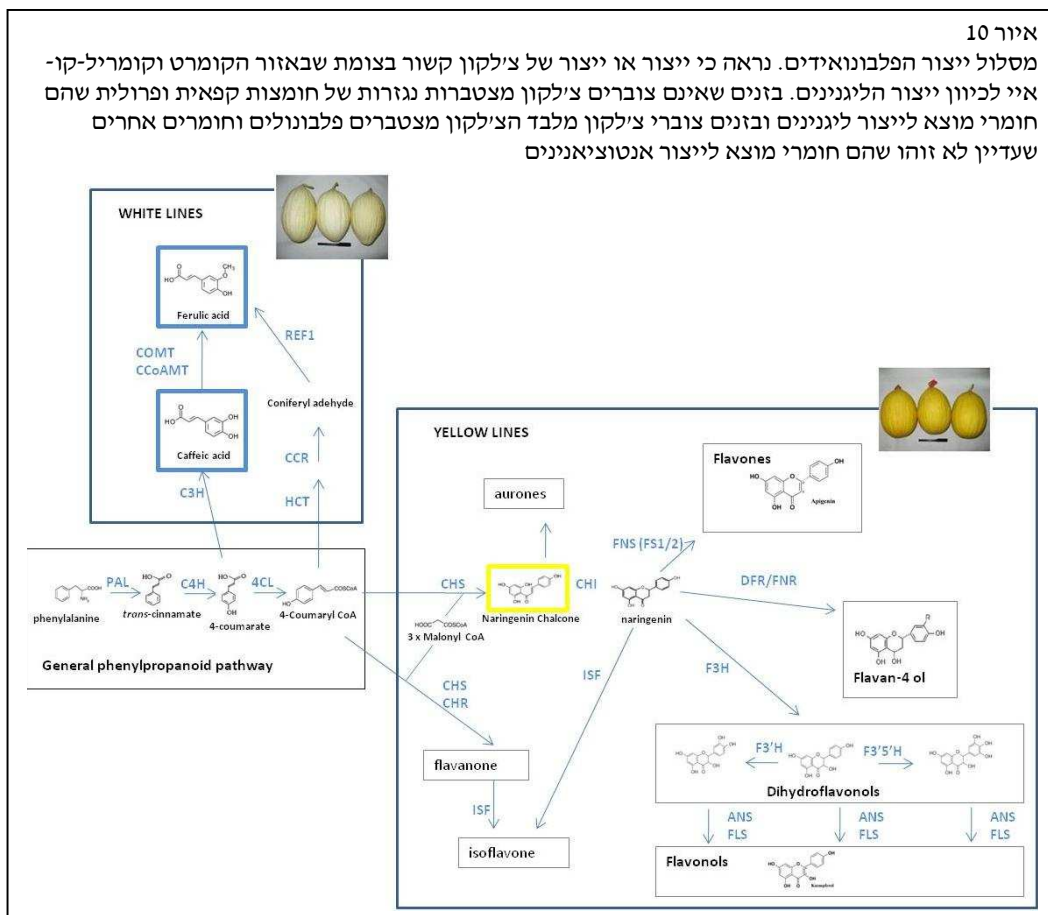 איור 10
מסלול ייצור הפלבונואידים. נראה כי ייצור או ייצור של צ'לקון קשור בצומת שבאזור הקומרט וקומריל-קו-
איי לכיוון ייצור הליגנינים. בזנים שאינם צוברים צ'לקון מצטברות נגזרות של חומצות קפאית ופרולית שהם
חומרי מוצא לייצור ליגנינים ובזנים צוברי צ'לקון מלבד הצ'לקון מצטברים פלבונולים וחומרים אחרים
שעדיין לא זוהו שהם חומרי מוצא לייצור אנטוציאנינים
WHITE LINES
Ferulic acid
COMT
CCoAMT
REF1
Coniferyl adehyde
Caffeic acid
CCR
C3H
HCT
phenylalanine
PAL
trans-cinnamate
C4H
4-coumarate
4CL
4-Coumaryl CoA
General phenylpropanoid pathway
YELLOW LINES
aurones
CHS
Naringenin Chalcone
3 x Malonyl CoA
CHI
naringenin
FNS (FS1/2)
Flavones
Apigenin
DFR/FNR
Flavan-4 ol
CHS
CHR
ISF
F3H
flavanone
ISF
isoflavone
F3'H
F3'5'H
Dihydroflavonols
ANS
FLS
ANS
FLS
ANS
FLS
Flavonols